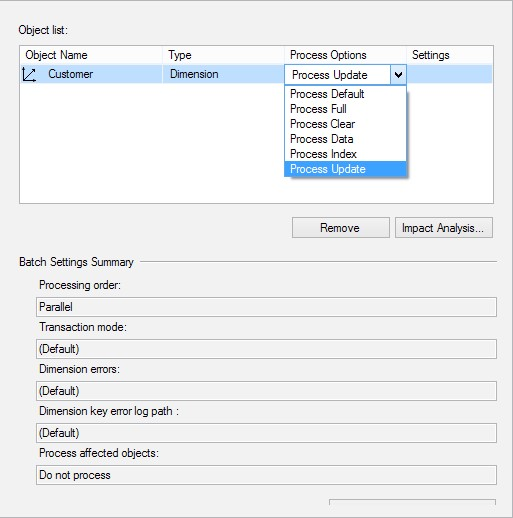 Object list:
Object Name Type Process Options Settings
Customer Dimension Process Update
Process Default
Process Full
Process Clear
Process Data
Process Index
Process Update
Remove Impact Analysis...
Batch Settings Summary
Processing order:
Parallel
Transaction mode:
(Default)
Dimension errors:
(Default)
Dimension key error log path :
(Default)
Process affected objects:
Do not process